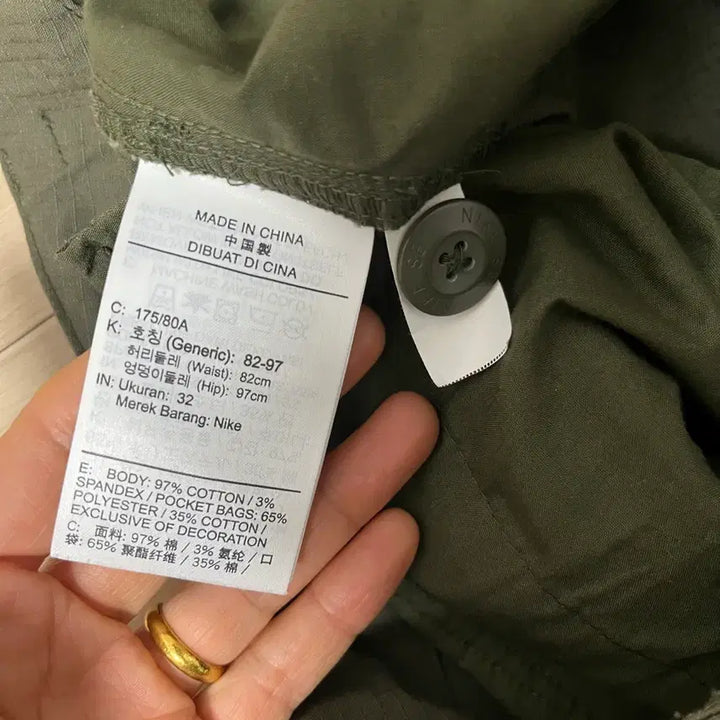 MADE IN CHINA
中国製
DIBUAT DI CINA
C: 175/80A
K: 호칭 (Generic): 82-97
허리둘레 (Waist): 82cm
엉덩이둘레 (Hip): 97cm
IN: Ukuran: 32
Merek Barang: Nike
E: BODY: 97% COTTON / 3%
SPANDEX / POCKET BAGS: 65%
POLYESTER / 35% COTTON /
EXCLUSIVE OF DECORATION
C: 面料: 97% 棉 / 3% 氨纶 / 口
袋: 65% 聚酯纤维 / 35% 棉 /
NIKE SB